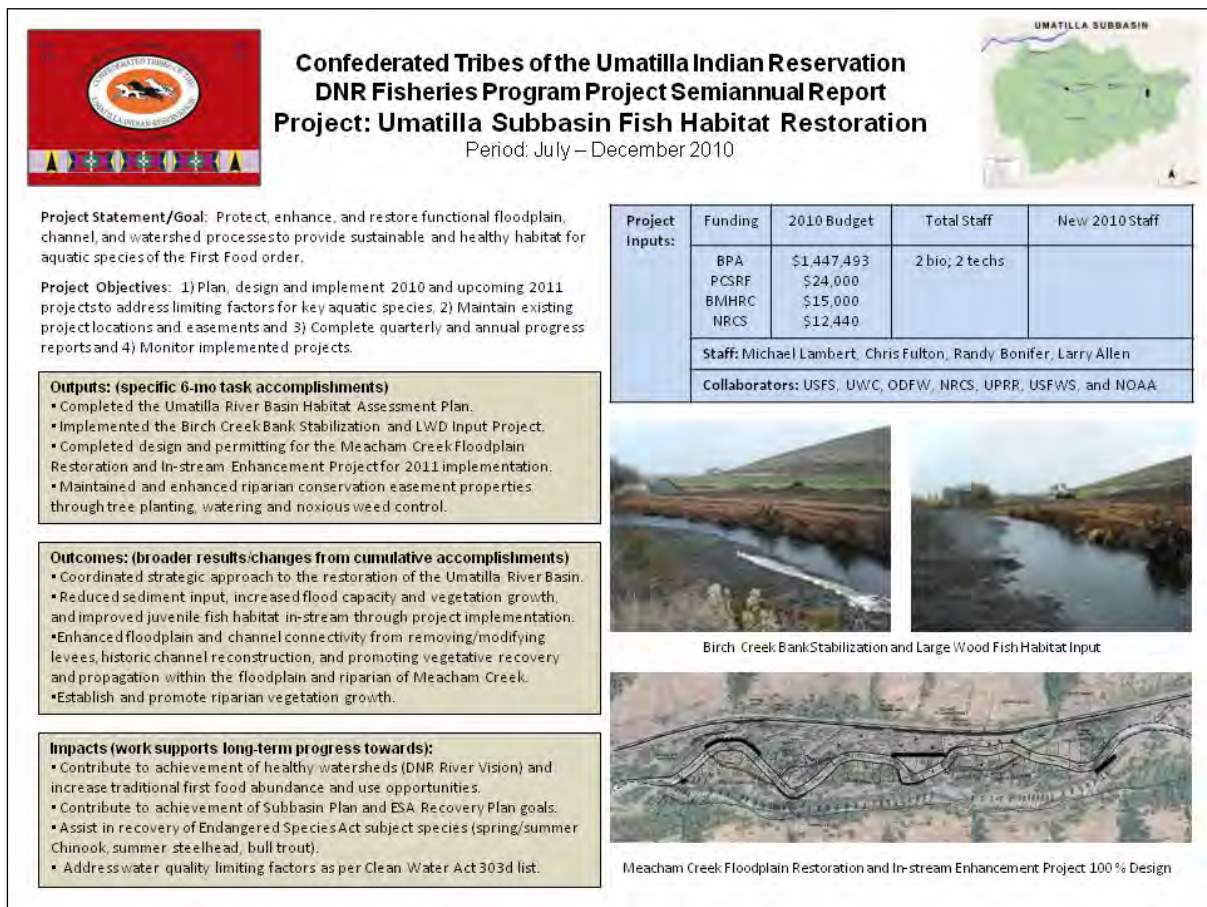 CONFEDERATED TRIBES OF THE
UMATILLA INDIAN RESERVATION
Confederated Tribes of the Umatilla Indian Reservation
DNR Fisheries Program Project Semiannual Report
Project: Umatilla Subbasin Fish Habitat Restoration
Period: July – December 2010
UMATILLA SUBBASIN
Project Statement/Goal: Protect, enhance, and restore functional floodplain,
channel, and watershed processes to provide sustainable and healthy habitat for
aquatic species of the First Food order.
Project Objectives: 1) Plan, design and implement 2010 and upcoming 2011
projects to address limiting factors for key aquatic species, 2) Maintain existing
project locations and easements and 3) Complete quarterly and annual progress
reports and 4) Monitor implemented projects.
Outputs: (specific 6-mo task accomplishments)
▪ Completed the Umatilla River Basin Habitat Assessment Plan.
▪ Implemented the Birch Creek Bank Stabilization and LWD Input Project.
▪ Completed design and permitting for the Meacham Creek Floodplain
Restoration and In-stream Enhancement Project for 2011 implementation.
▪ Maintained and enhanced riparian conservation easement properties
through tree planting, watering and noxious weed control.
Outcomes: (broader results/changes from cumulative accomplishments)
▪ Coordinated strategic approach to the restoration of the Umatilla River Basin.
▪ Reduced sediment input, increased flood capacity and vegetation growth,
and improved juvenile fish habitat in-stream through project implementation.
▪ Enhanced floodplain and channel connectivity from removing/modifying
levees, historic channel reconstruction, and promoting vegetative recovery
and propagation within the floodplain and riparian of Meacham Creek.
▪ Establish and promote riparian vegetation growth.
Impacts (work supports long-term progress towards):
▪ Contribute to achievement of healthy watersheds (DNR River Vision) and
increase traditional first food abundance and use opportunities.
▪ Contribute to achievement of Subbasin Plan and ESA Recovery Plan goals.
▪ Assist in recovery of Endangered Species Act subject species (spring/summer
Chinook, summer steelhead, bull trout).
▪ Address water quality limiting factors as per Clean Water Act 303d list.
Project Inputs: Funding 2010 Budget Total Staff New 2010 Staff
BPA $1,447,493 2 bio; 2 techs
PCSRF $24,000
BMHRC $15,000
NRCS $12,440
Staff: Michael Lambert, Chris Fulton, Randy Bonifer, Larry Allen
Collaborators: USFS, UWC, ODFW, NRCS, UPRR, USFWS, and NOAA
Birch Creek Bank Stabilization and Large Wood Fish Habitat Input
Meacham Creek Floodplain Restoration and In-stream Enhancement Project 100 % Design